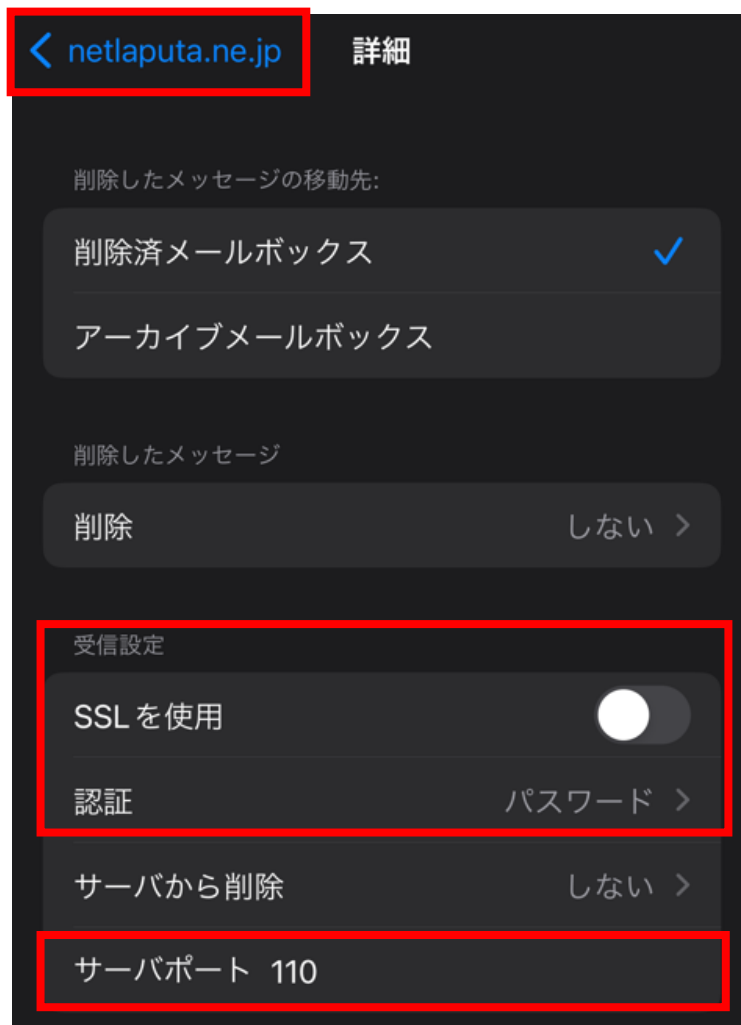 netlaputa.ne.jp 詳細
削除したメッセージの移動先:
削除済メールボックス
アーカイブメールボックス
削除したメッセージ
削除 しない
受信設定
SSLを使用
認証 パスワード
サーバから削除 しない
サーバポート 110